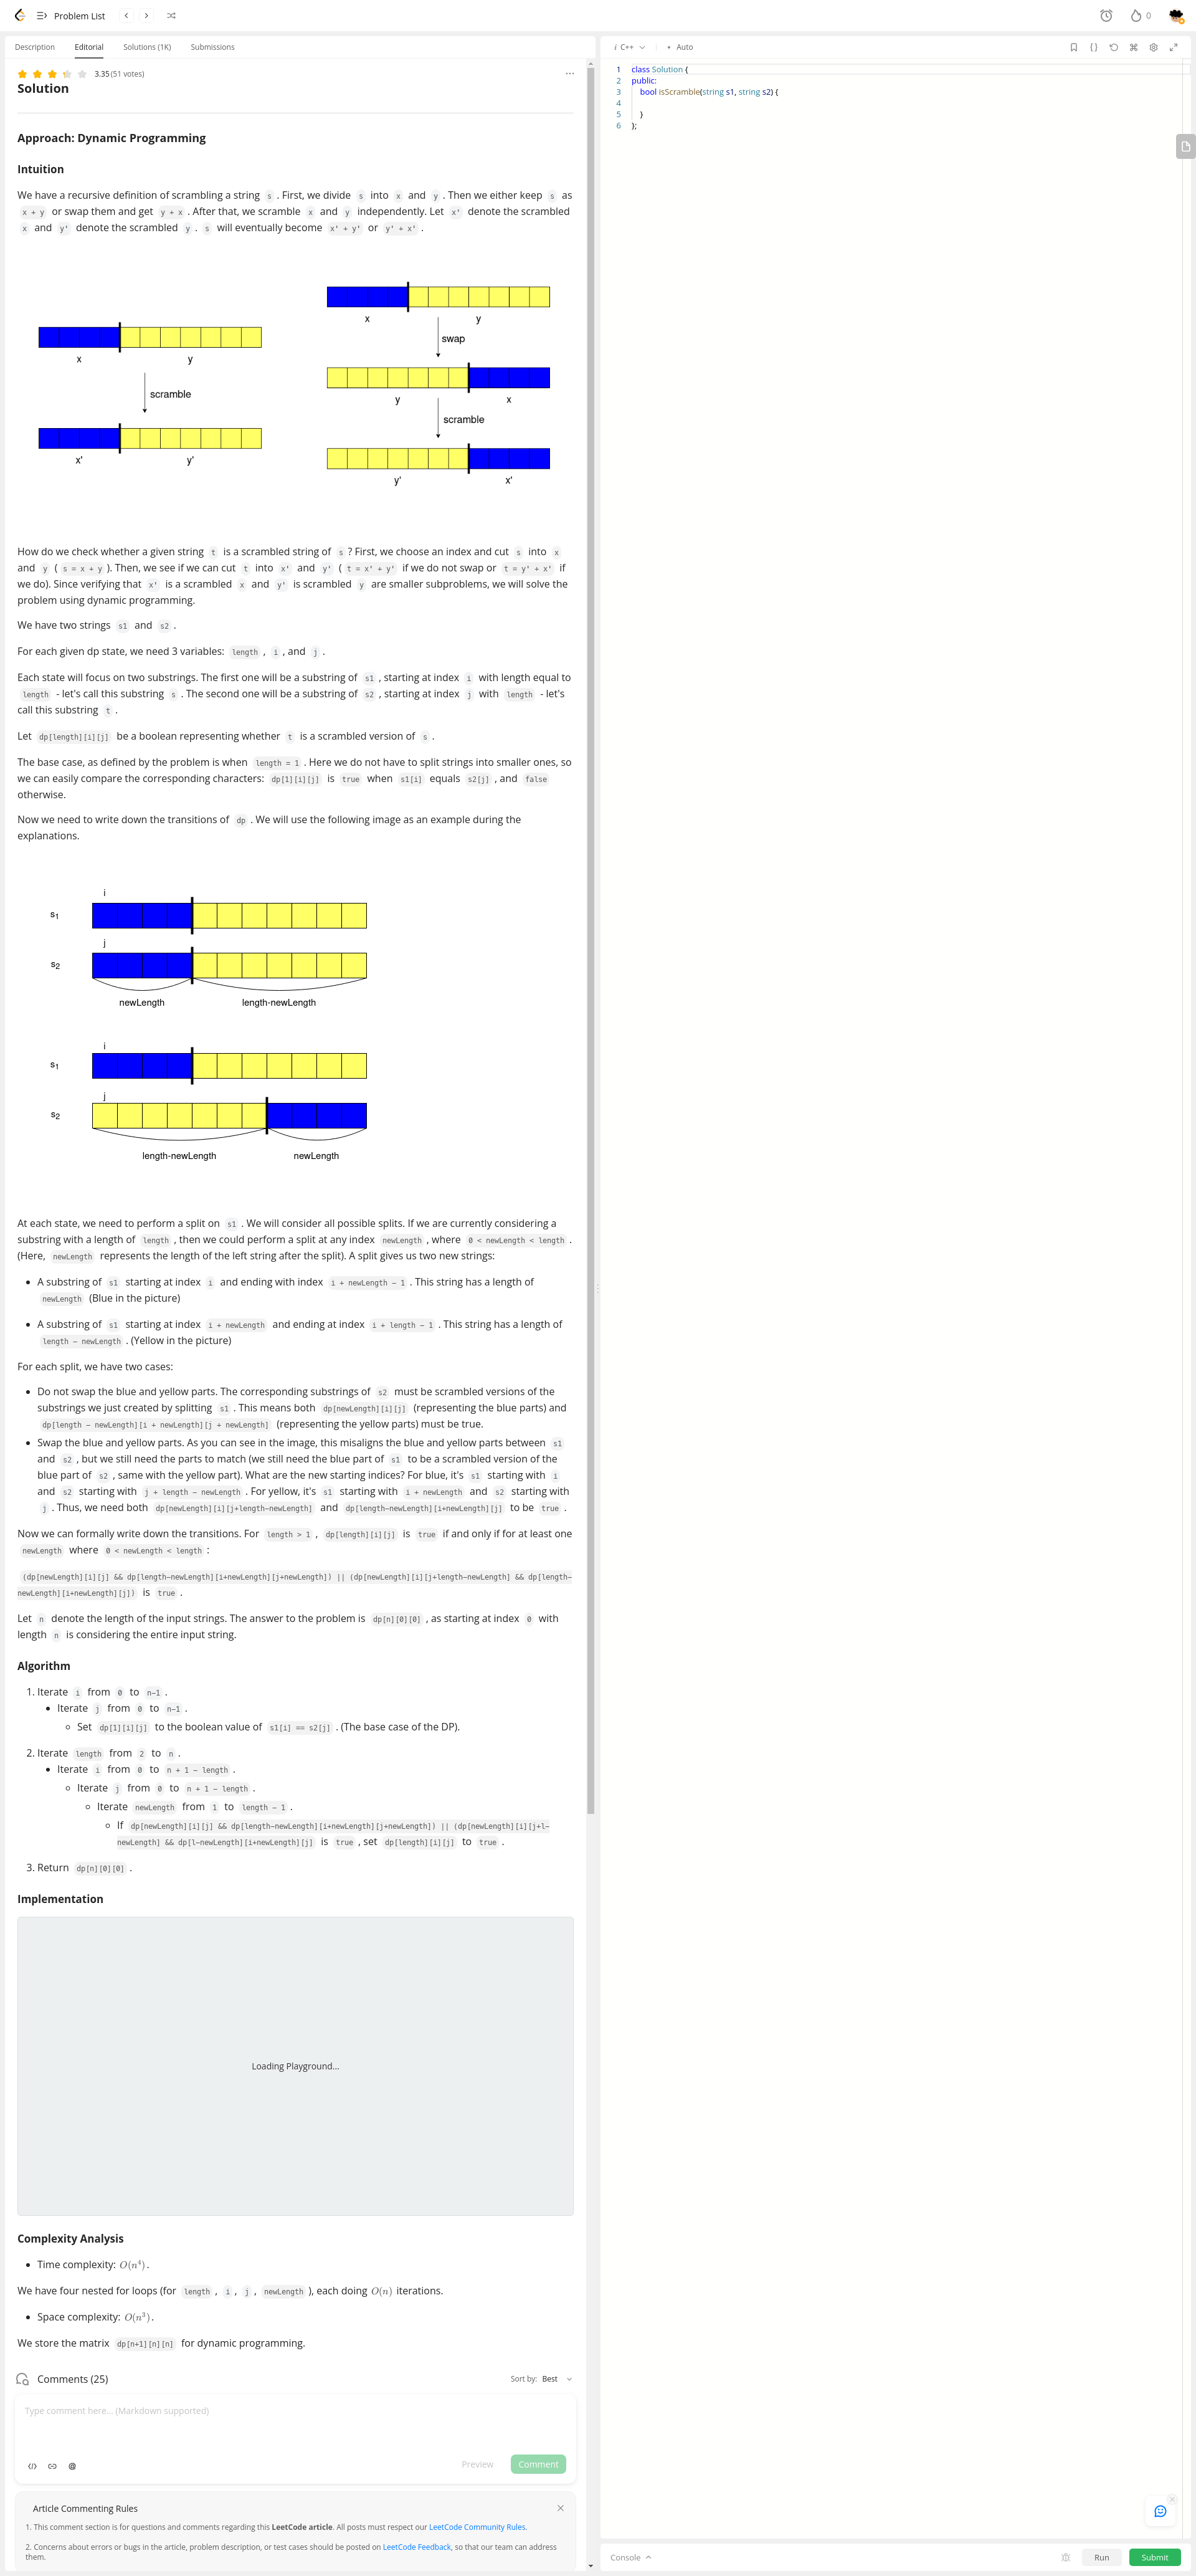 Problem List
0
Description Editorial Solutions (1K) Submissions
3.35 (51 votes)
Solution
Approach: Dynamic Programming
Intuition
We have a recursive definition of scrambling a string s . First, we divide s into x and y . Then we either keep s as
x + y or swap them and get y + x . After that, we scramble x and y independently. Let x' denote the scrambled
x and y' denote the scrambled y . s will eventually become x' + y' or y' + x' .
x y
swap
x y
scramble
y x
scramble
x' y'
y' x'
How do we check whether a given string t is a scrambled string of s ? First, we choose an index and cut s into x
and y ( s = x + y ). Then, we see if we can cut t into x' and y' ( t = x' + y' if we do not swap or t = y' + x' if
we do). Since verifying that x' is a scrambled x and y' is scrambled y are smaller subproblems, we will solve the
problem using dynamic programming.
We have two strings s1 and s2 .
For each given dp state, we need 3 variables: length , i , and j .
Each state will focus on two substrings. The first one will be a substring of s1 , starting at index i with length equal to
length - let's call this substring s . The second one will be a substring of s2 , starting at index j with length - let's
call this substring t .
Let dp[length][i][j] be a boolean representing whether t is a scrambled version of s .
The base case, as defined by the problem is when length = 1 . Here we do not have to split strings into smaller ones, so
we can easily compare the corresponding characters: dp[1][i][j] is true when s1[i] equals s2[j] , and false
otherwise.
Now we need to write down the transitions of dp . We will use the following image as an example during the
explanations.
i
s1
j
s2
newLength length-newLength
i
s1
j
s2
length-newLength newLength
At each state, we need to perform a split on s1 . We will consider all possible splits. If we are currently considering a
substring with a length of length , then we could perform a split at any index newLength , where 0 < newLength < length .
(Here, newLength represents the length of the left string after the split). A split gives us two new strings:
• A substring of s1 starting at index i and ending with index i + newLength − 1 . This string has a length of
newLength (Blue in the picture)
• A substring of s1 starting at index i + newLength and ending at index i + length − 1 . This string has a length of
length − newLength . (Yellow in the picture)
For each split, we have two cases:
• Do not swap the blue and yellow parts. The corresponding substrings of s2 must be scrambled versions of the
substrings we just created by splitting s1 . This means both dp[newLength][i][j] (representing the blue parts) and
dp[length − newLength][i + newLength][j + newLength] (representing the yellow parts) must be true.
• Swap the blue and yellow parts. As you can see in the image, this misaligns the blue and yellow parts between s1
and s2 , but we still need the parts to match (we still need the blue part of s1 to be a scrambled version of the
blue part of s2 , same with the yellow part). What are the new starting indices? For blue, it's s1 starting with i
and s2 starting with j + length − newLength . For yellow, it's s1 starting with i + newLength and s2 starting with
j . Thus, we need both dp[newLength][i][j+length−newLength] and dp[length−newLength][i+newLength][j] to be true .
Now we can formally write down the transitions. For length > 1 , dp[length][i][j] is true if and only if for at least one
newLength where 0 < newLength < length :
(dp[newLength][i][j] && dp[length−newLength][i+newLength][j+newLength]) || (dp[newLength][i][j+length−newLength] && dp[length−
newLength][i+newLength][j]) is true .
Let n denote the length of the input strings. The answer to the problem is dp[n][0][0] , as starting at index 0 with
length n is considering the entire input string.
Algorithm
1. Iterate i from 0 to n−1 .
• Iterate j from 0 to n−1 .
◦ Set dp[1][i][j] to the boolean value of s1[i] == s2[j] . (The base case of the DP).
2. Iterate length from 2 to n .
• Iterate i from 0 to n + 1 − length .
◦ Iterate j from 0 to n + 1 − length .
▪ Iterate newLength from 1 to length − 1 .
▪ If dp[newLength][i][j] && dp[length−newLength][i+newLength][j+newLength]) || (dp[newLength][i][j+l−
newLength] && dp[l−newLength][i+newLength][j] is true , set dp[length][i][j] to true .
3. Return dp[n][0][0] .
Implementation
Loading Playground...
Complexity Analysis
• Time complexity: O(n⁴).
We have four nested for loops (for length , i , j , newLength ), each doing O(n) iterations.
• Space complexity: O(n³).
We store the matrix dp[n+1][n][n] for dynamic programming.
Comments (25) Sort by: Best
Type comment here... (Markdown supported)
Preview Comment
Article Commenting Rules
1. This comment section is for questions and comments regarding this LeetCode article. All posts must respect our LeetCode Community Rules.
2. Concerns about errors or bugs in the article, problem description, or test cases should be posted on LeetCode Feedback, so that our team can address
them.
i C++ • Auto
1 class Solution {
2 public:
3 bool isScramble(string s1, string s2) {
4
5 }
6 };
Console Run Submit